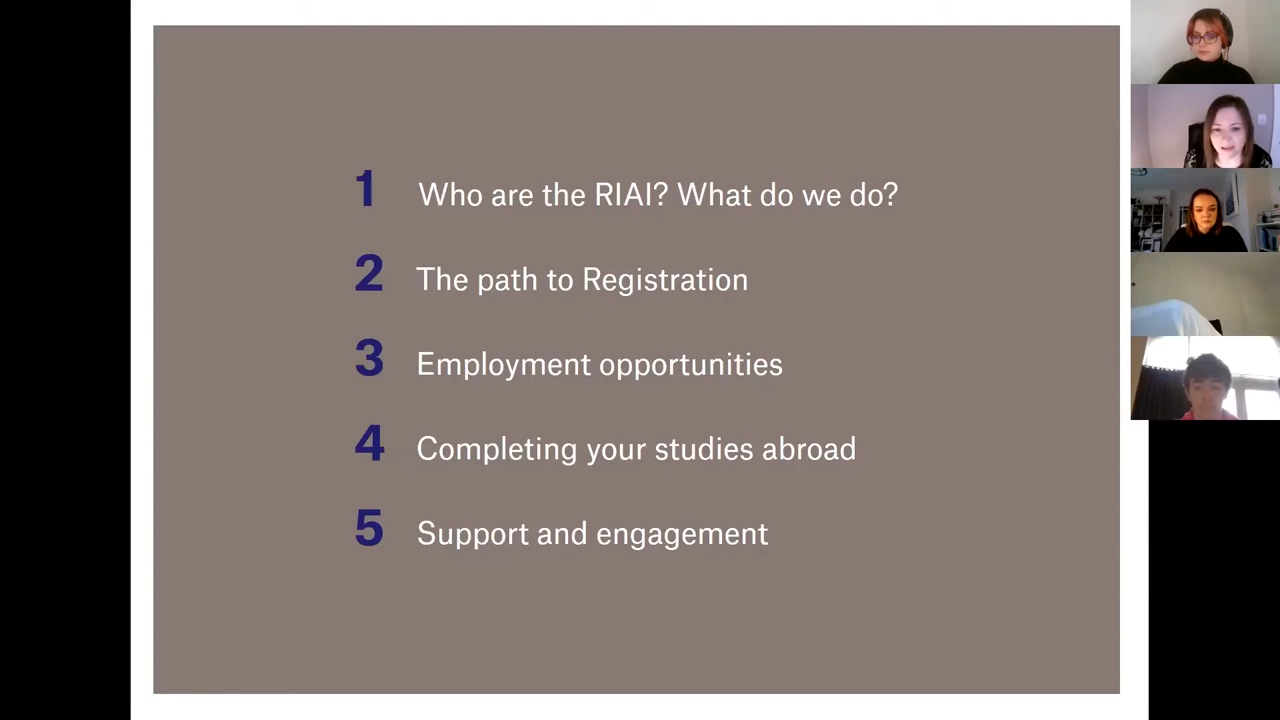 1 Who are the RIAI? What do we do?
2 The path to Registration
3 Employment opportunities
4 Completing your studies abroad
5 Support and engagement